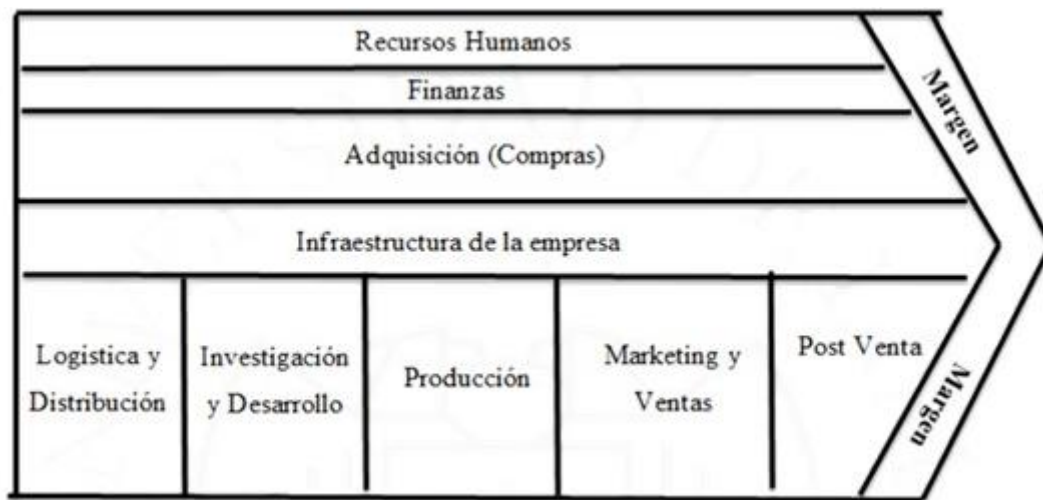 Recursos Humanos
Finanzas
Adquisición (Compras)
Infraestructura de la empresa
Logistica y
Distribución
Investigación
y Desarrollo
Producción
Marketing y
Ventas
Post Venta
Margen
Margen